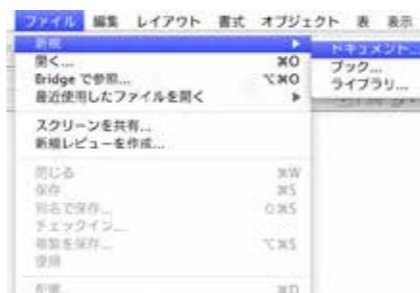 ファイル 編集 レイアウト 書式 オブジェクト 表 表示
新規
ドキュメント...
ブック...
ライブラリ...
開く... ⌘O
Bridge で参照... ⌥⌘O
最近使用したファイルを開く
スクリーンを共有...
新規レビューを作成...
閉じる ⌘W
保存 ⌘S
別名で保存... ⇧⌘S
チェックイン...
複製を保存... ⌥⌘S
復帰
配置... ⌘D